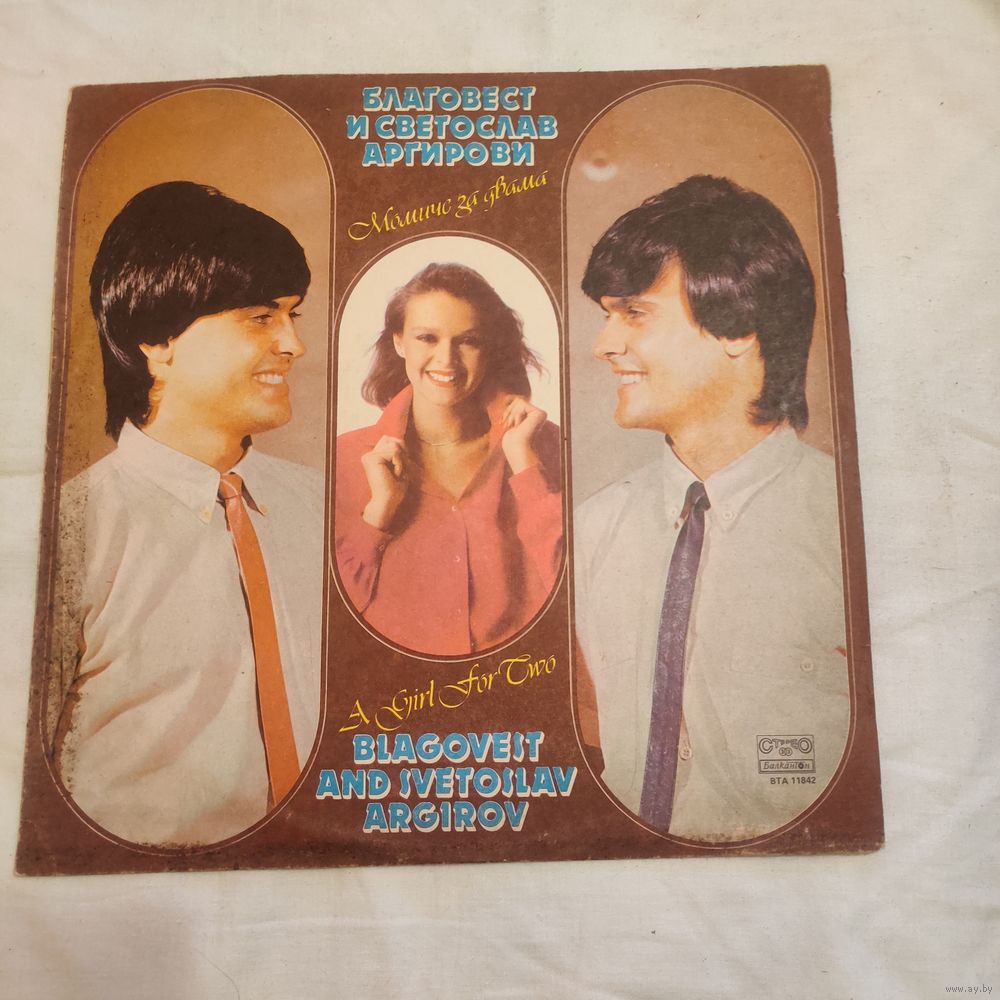 БЛАГОВЕСТ
И СВЕТОСЛАВ
АРГИРОВИ
Момиче за двама
A Girl For Two
BLAGOVEST
AND SVETOSLAV
ARGIROV
СТЕРЕО
Балкантон
ВТА 11842
www.ay.by